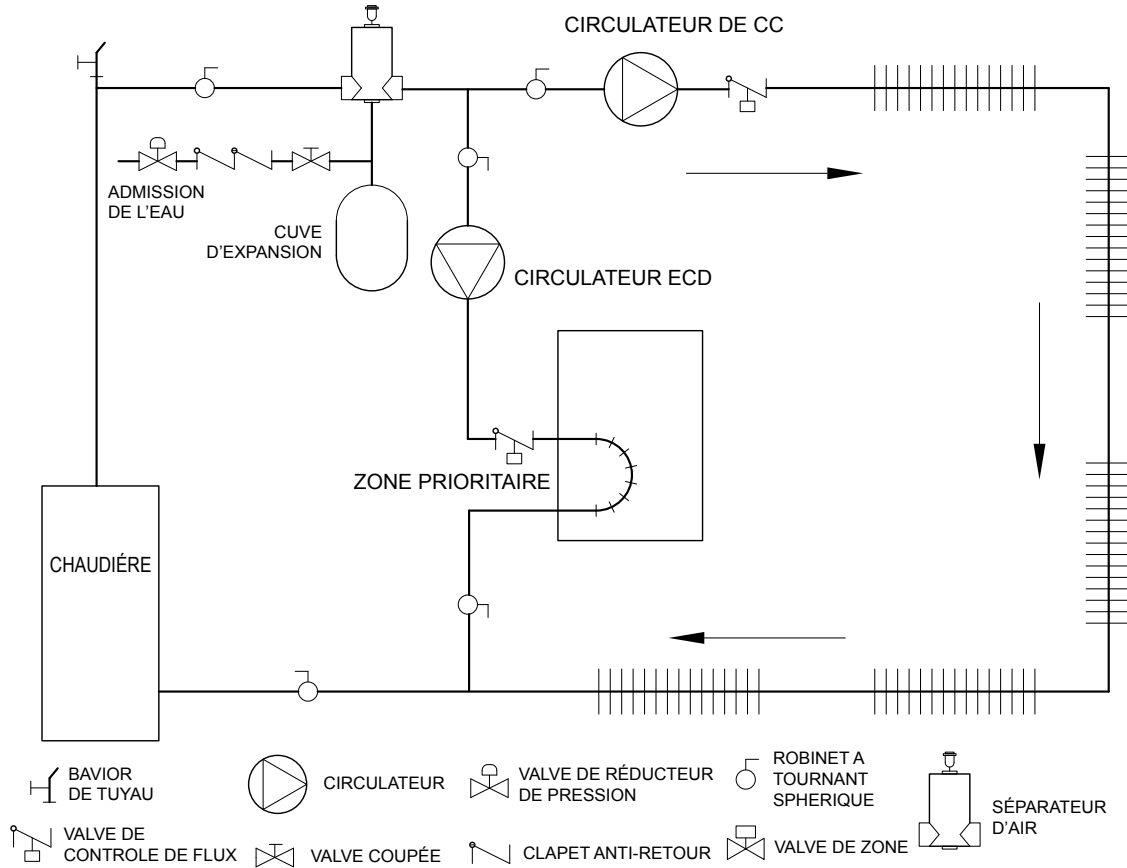 CIRCULATEUR DE CC
ADMISSION
DE L'EAU
CUVE
D'EXPANSION
CIRCULATEUR ECD
ZONE PRIORITAIRE
CHAUDIÉRE
BAVIOR
DE TUYAU
CIRCULATEUR
VALVE DE RÉDUCTEUR
DE PRESSION
ROBINET A
TOURNANT
SPHERIQUE
SÉPARATEUR
D'AIR
VALVE DE
CONTROLE DE FLUX
VALVE COUPÉE
CLAPET ANTI-RETOUR
VALVE DE ZONE